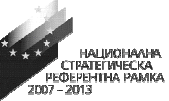 НАЦИОНАЛНА
СТРАТЕГИЧЕСКА
РЕФЕРЕНТНА РАМКА
2007 – 2013